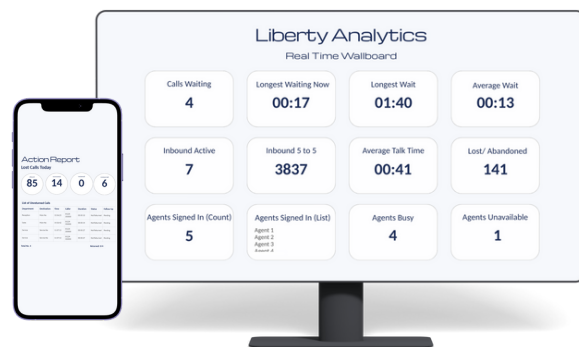 Liberty Analytics
Real Time Wallboard
Calls Waiting
4
Longest Waiting Now
00:17
Longest Wait
01:40
Average Wait
00:13
Inbound Active
7
Inbound 5 to 5
3837
Average Talk Time
00:41
Lost/ Abandoned
141
Agents Signed In (Count)
5
Agents Signed In (List)
Agent 1
Agent 2
Agent 3
Agent 4
Agents Busy
4
Agents Unavailable
1
Action Report
Lost Calls Today
85 14 0 6